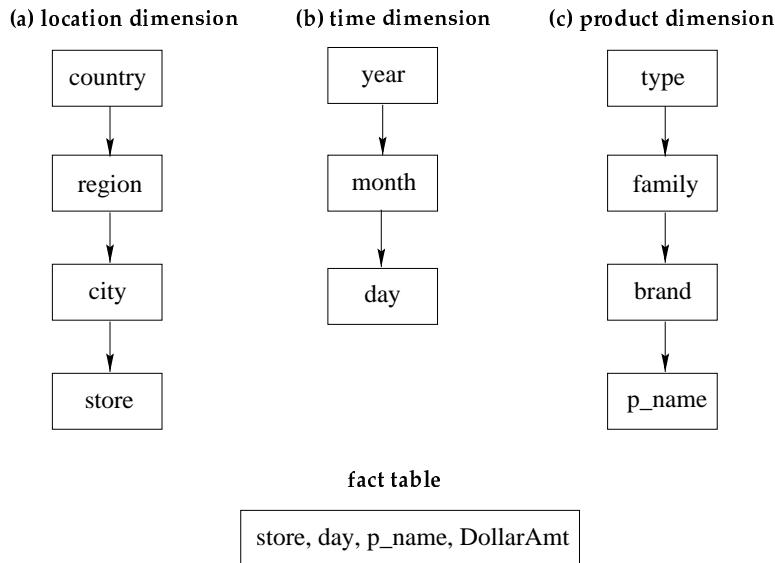 (a) location dimension
(b) time dimension
(c) product dimension
country
year
type
region
month
family
city
day
brand
store
p_name
fact table
store, day, p_name, DollarAmt